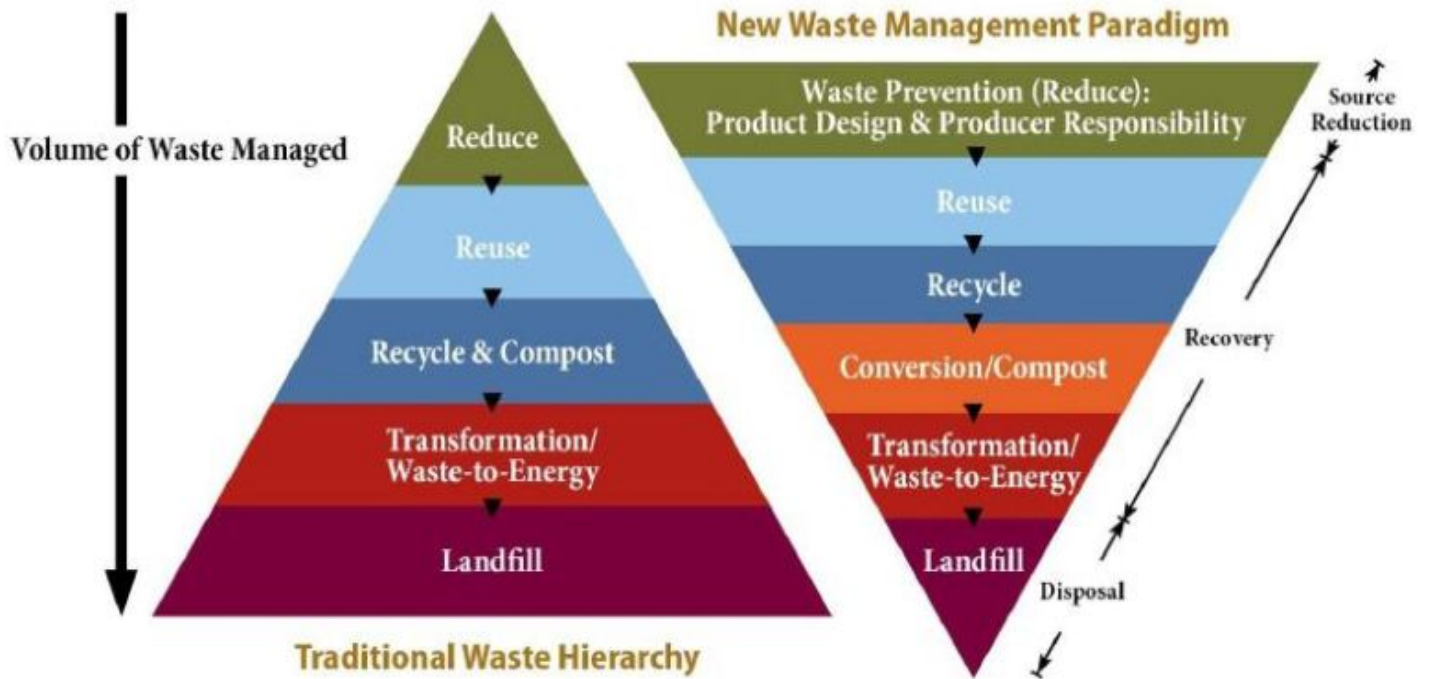 New Waste Management Paradigm
Volume of Waste Managed
Reduce
Reuse
Recycle & Compost
Transformation/
Waste-to-Energy
Landfill
Traditional Waste Hierarchy
Waste Prevention (Reduce):
Product Design & Producer Responsibility
Reuse
Recycle
Conversion/Compost
Transformation/
Waste-to-Energy
Landfill
Source
Reduction
Recovery
Disposal